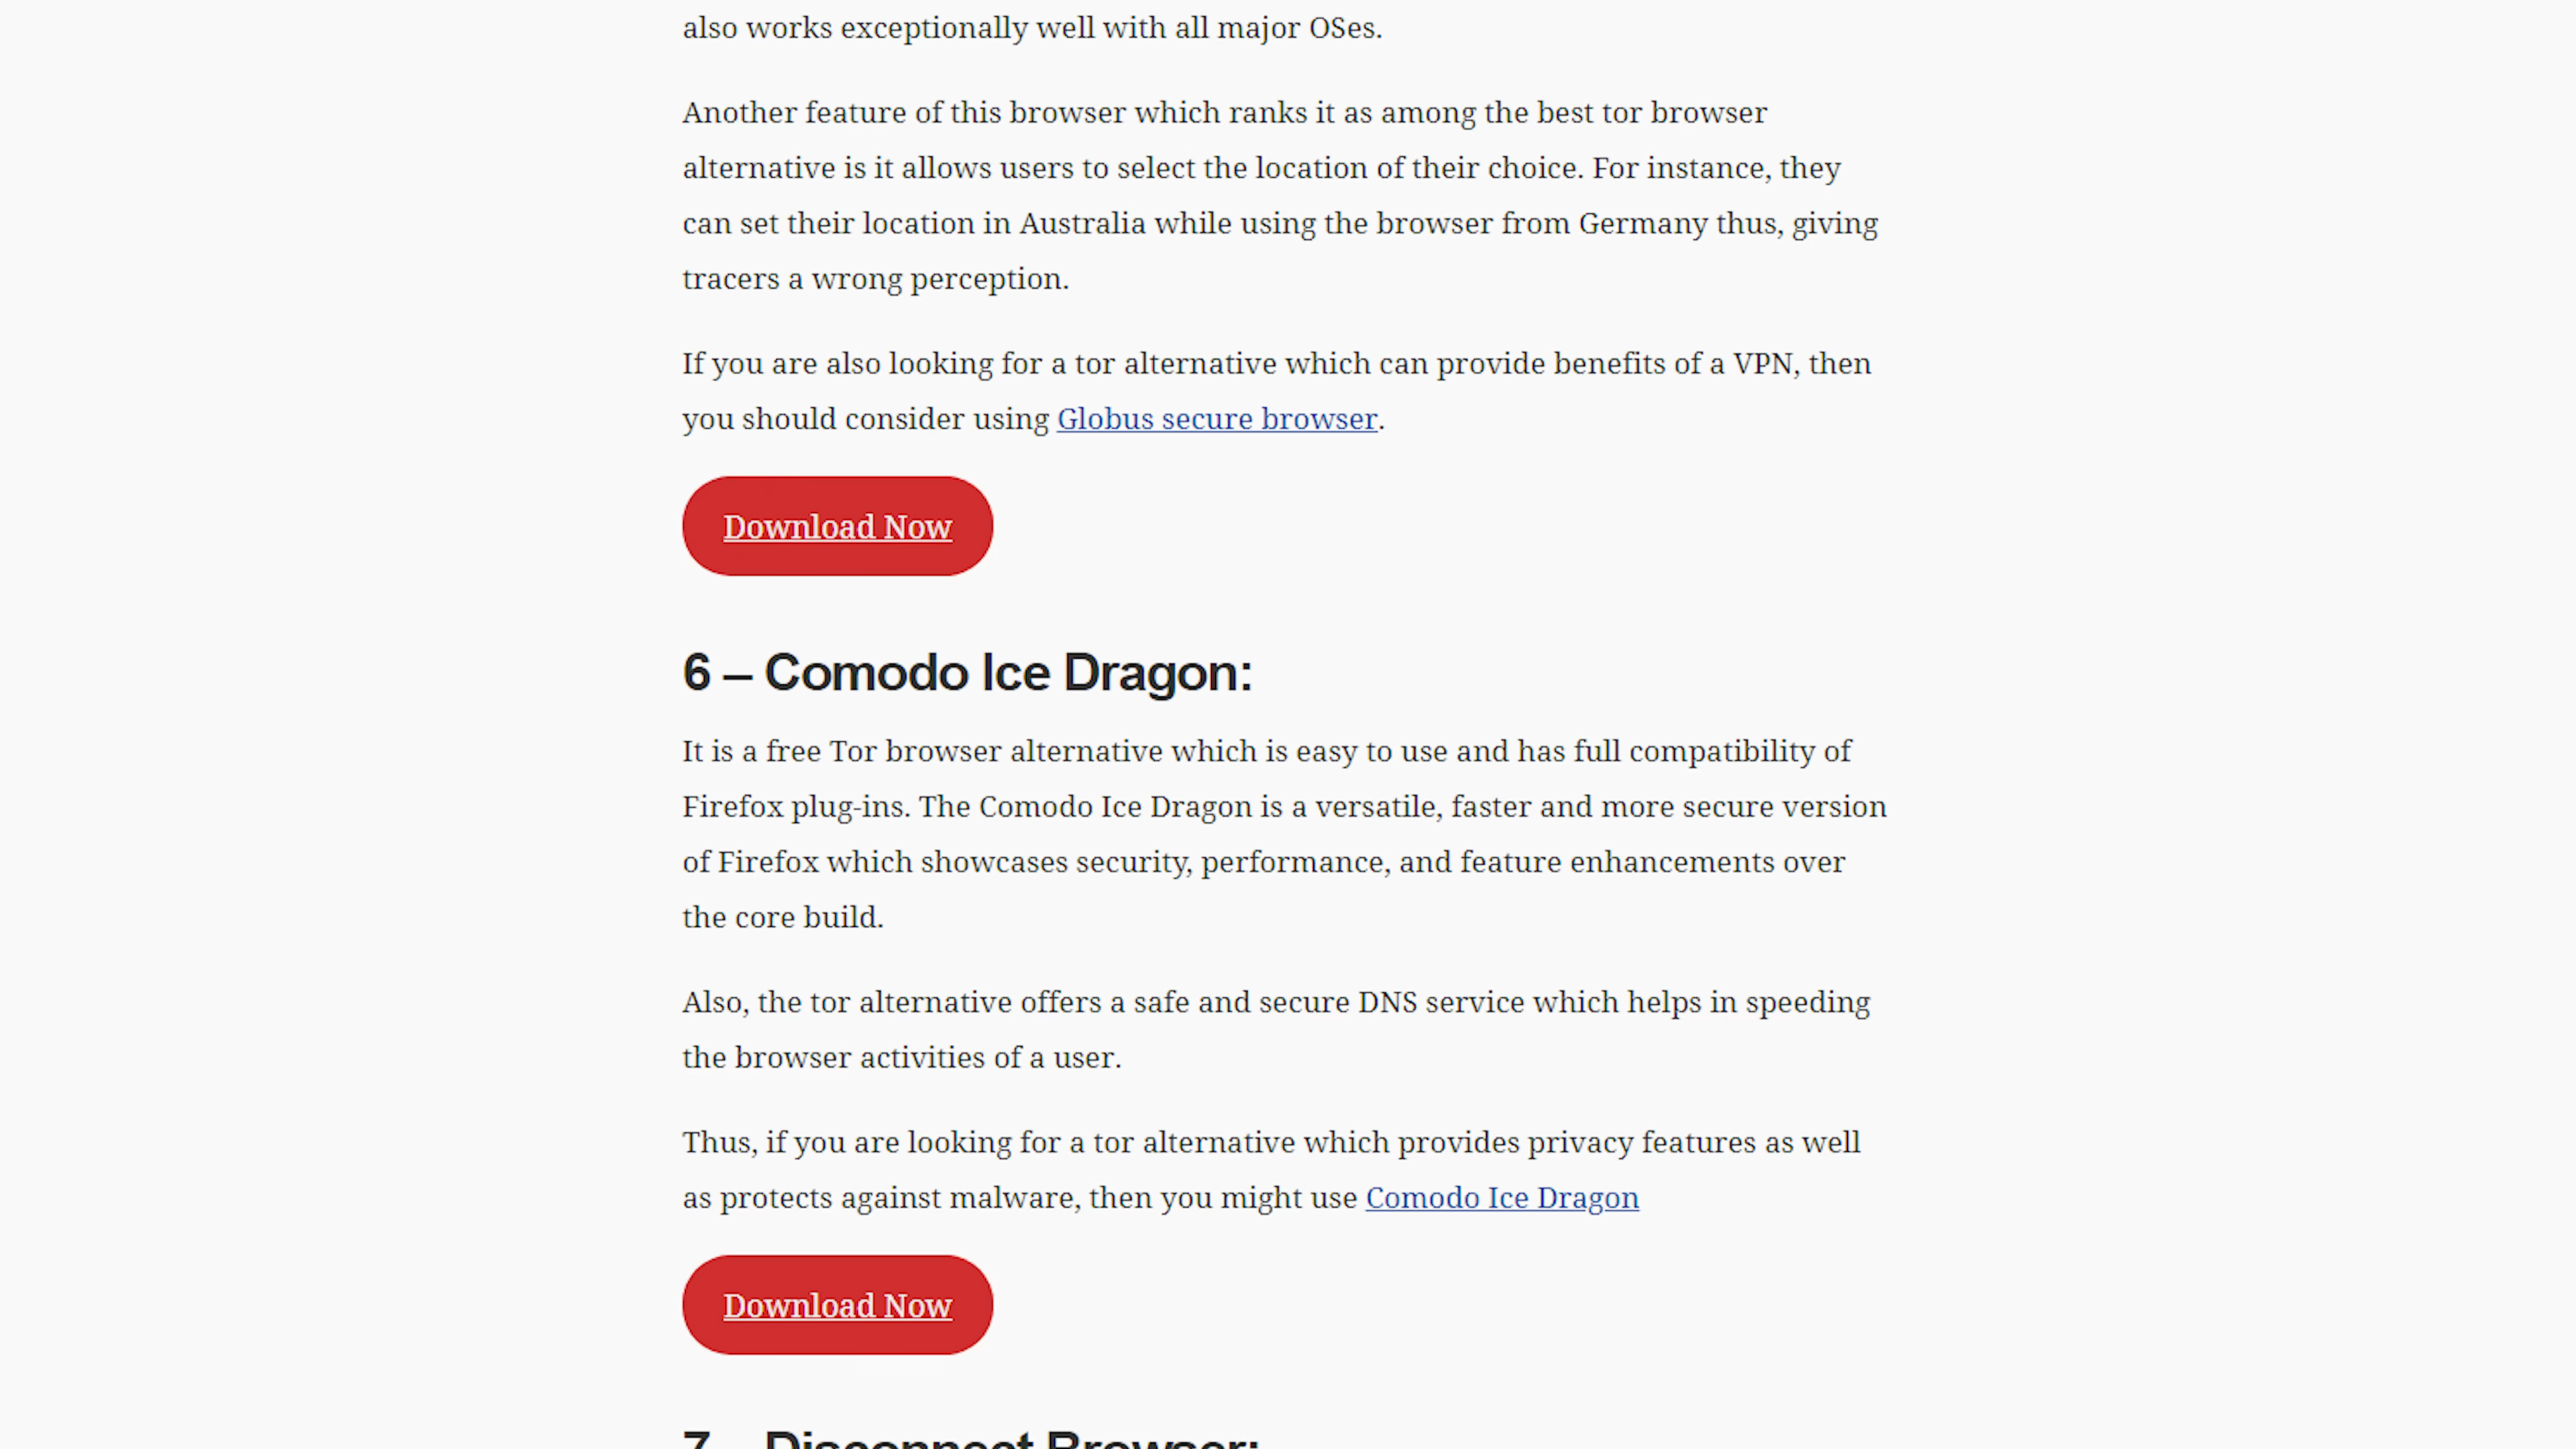 also works exceptionally well with all major OSes.
Another feature of this browser which ranks it as among the best tor browser
alternative is it allows users to select the location of their choice. For instance, they
can set their location in Australia while using the browser from Germany thus, giving
tracers a wrong perception.
If you are also looking for a tor alternative which can provide benefits of a VPN, then
you should consider using Globus secure browser.
Download Now
6 – Comodo Ice Dragon:
It is a free Tor browser alternative which is easy to use and has full compatibility of
Firefox plug-ins. The Comodo Ice Dragon is a versatile, faster and more secure version
of Firefox which showcases security, performance, and feature enhancements over
the core build.
Also, the tor alternative offers a safe and secure DNS service which helps in speeding
the browser activities of a user.
Thus, if you are looking for a tor alternative which provides privacy features as well
as protects against malware, then you might use Comodo Ice Dragon
Download Now
7 – Disconnect Browser: